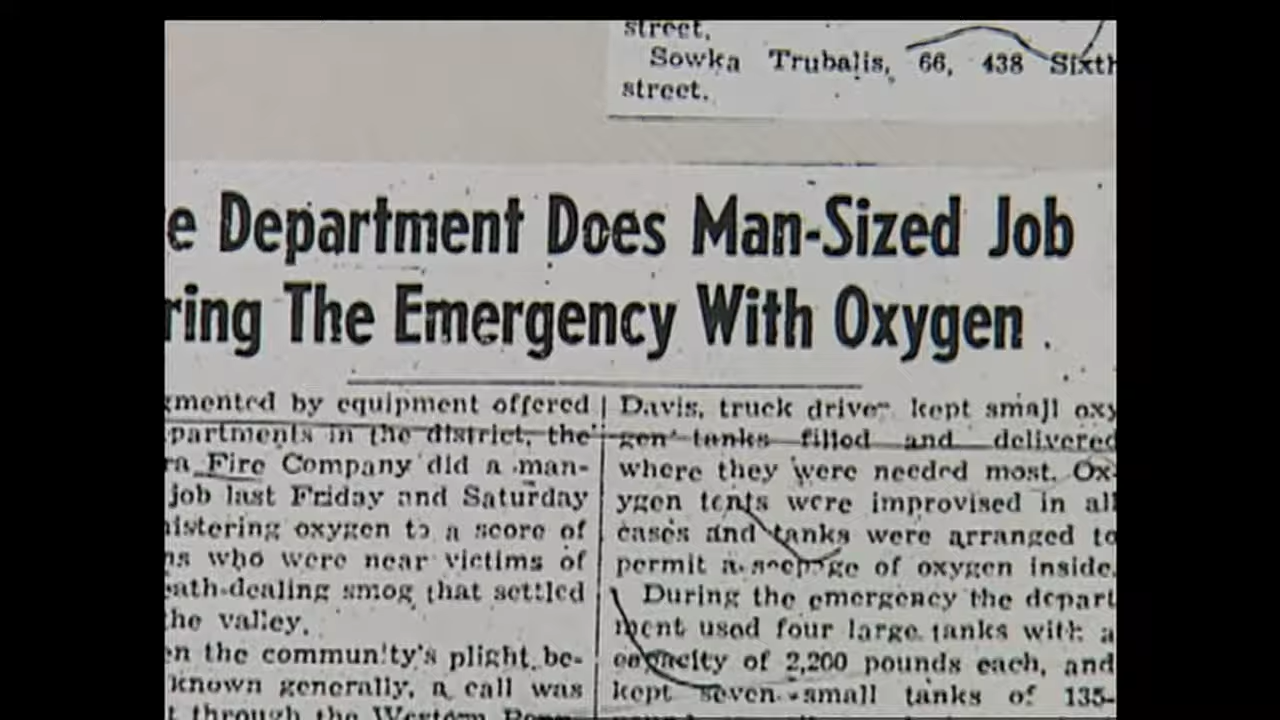 street.
Sowka Trubalis, 66, 438 Sixth
street.
e Department Does Man-Sized Job
ring The Emergency With Oxygen
gmented by equipment offered
partments in the district, the
ra Fire Company did a man-
job last Friday and Saturday
nistering oxygen to a score of
ns who were near victims of
eath-dealing smog that settled
he valley.
en the community's plight be-
known generally, a call was
t through the Western Penn
Davis, truck driver kept small oxy
gen tanks filled and delivered
where they were needed most. Ox-
ygen tents were improvised in all
cases and tanks were arranged to
permit a seepage of oxygen inside.
During the emergency the depart
ment used four large tanks with a
capacity of 2,200 pounds each, and
kept seven small tanks of 135-